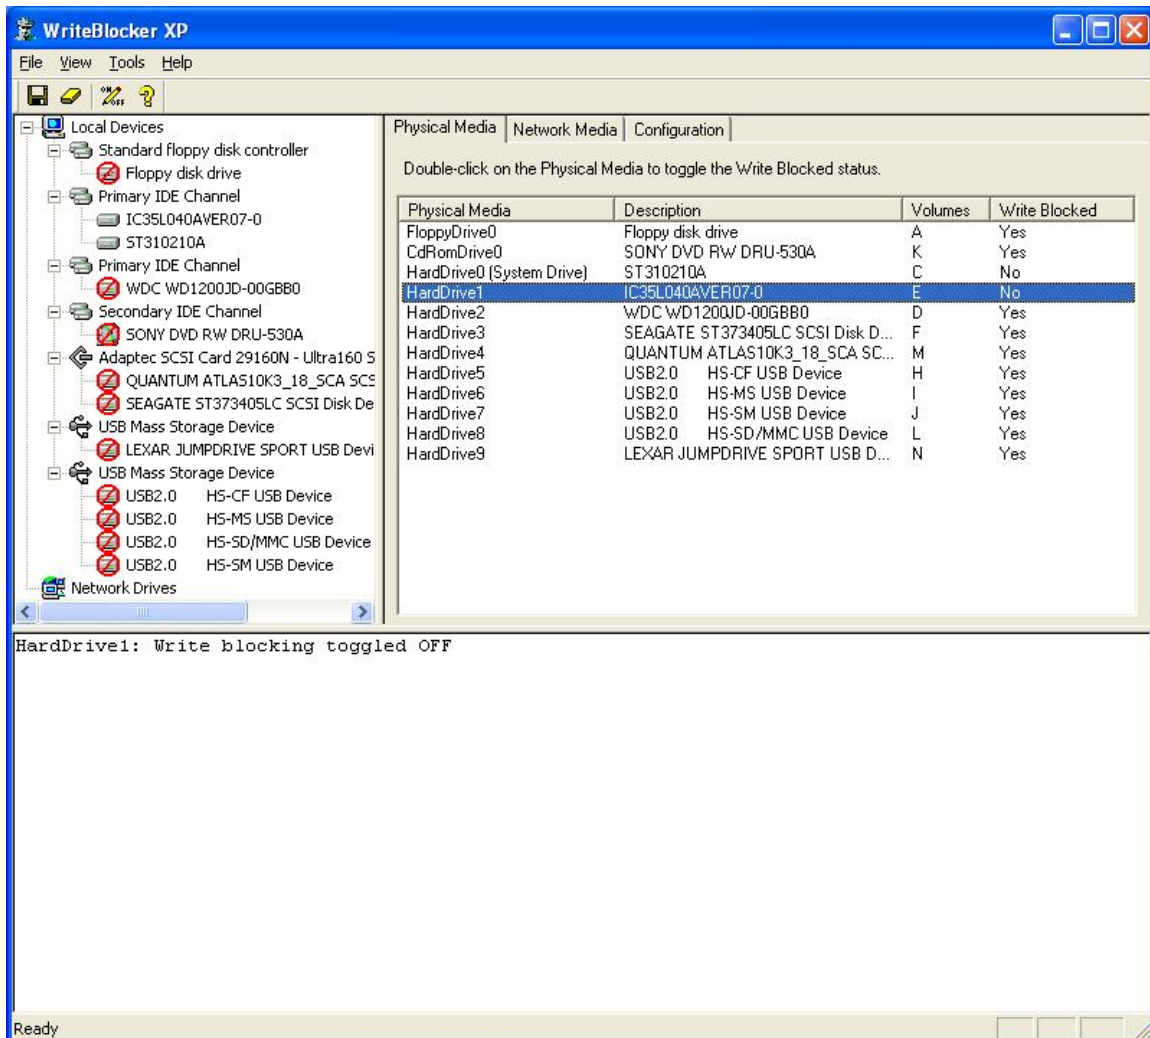 WriteBlocker XP
File View Tools Help
ON OFF
Local Devices
Standard floppy disk controller
Floppy disk drive
Primary IDE Channel
IC35L040AVER07-0
ST310210A
Primary IDE Channel
WDC WD1200JD-00GBB0
Secondary IDE Channel
SONY DVD RW DRU-530A
Adaptec SCSI Card 29160N - Ultra160 S
QUANTUM ATLAS10K3_18_SCA SCS
SEAGATE ST373405LC SCSI Disk De
USB Mass Storage Device
LEXAR JUMPDRIVE SPORT USB Devi
USB Mass Storage Device
USB2.0 HS-CF USB Device
USB2.0 HS-MS USB Device
USB2.0 HS-SD/MMC USB Device
USB2.0 HS-SM USB Device
Network Drives
Physical Media Network Media Configuration
Double-click on the Physical Media to toggle the Write Blocked status.
Physical Media Description Volumes Write Blocked
FloppyDrive0 Floppy disk drive A Yes
CdRomDrive0 SONY DVD RW DRU-530A K Yes
HardDrive0 (System Drive) ST310210A C No
HardDrive1 IC35L040AVER07-0 E No
HardDrive2 WDC WD1200JD-00GBB0 D Yes
HardDrive3 SEAGATE ST373405LC SCSI Disk D... F Yes
HardDrive4 QUANTUM ATLAS10K3_18_SCA SC... M Yes
HardDrive5 USB2.0 HS-CF USB Device H Yes
HardDrive6 USB2.0 HS-MS USB Device I Yes
HardDrive7 USB2.0 HS-SM USB Device J Yes
HardDrive8 USB2.0 HS-SD/MMC USB Device L Yes
HardDrive9 LEXAR JUMPDRIVE SPORT USB D... N Yes
HardDrive1: Write blocking toggled OFF
Ready